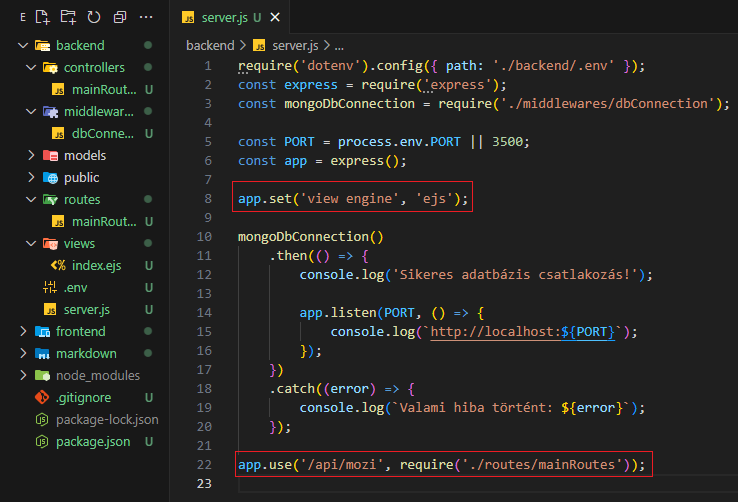 E
server.js U
backend
controllers
mainRout... U
middlewar...
dbConne... U
models
public
routes
mainRout... U
views
index.ejs U
.env U
server.js U
frontend
markdown
node_modules
.gitignore U
package-lock.json
package.json U
backend > server.js > ...
1 require('dotenv').config({ path: './backend/.env' });
2 const express = require('express');
3 const mongoDbConnection = require('./middlewares/dbConnection');
4
5 const PORT = process.env.PORT || 3500;
6 const app = express();
7
8 app.set('view engine', 'ejs');
9
10 mongoDbConnection()
11 .then(() => {
12 console.log('Sikeres adatbázis csatlakozás!');
13
14 app.listen(PORT, () => {
15 console.log(`http://localhost:${PORT}`);
16 });
17 })
18 .catch((error) => {
19 console.log(`Valami hiba történt: ${error}`);
20 });
21
22 app.use('/api/mozi', require('./routes/mainRoutes'));
23